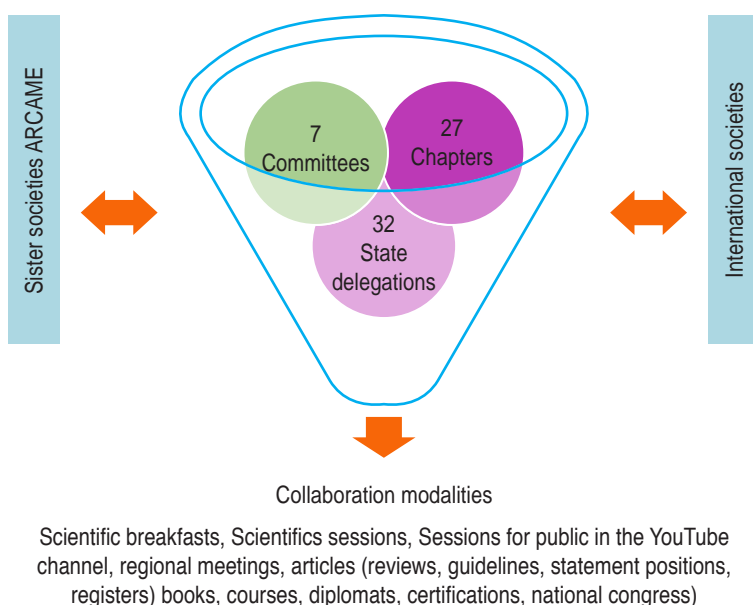 Sister societies ARCAME
7
Committees
27
Chapters
32
State
delegations
International societies
Collaboration modalities
Scientific breakfasts, Scientifics sessions, Sessions for public in the YouTube
channel, regional meetings, articles (reviews, guidelines, statement positions,
registers) books, courses, diplomats, certifications, national congress)